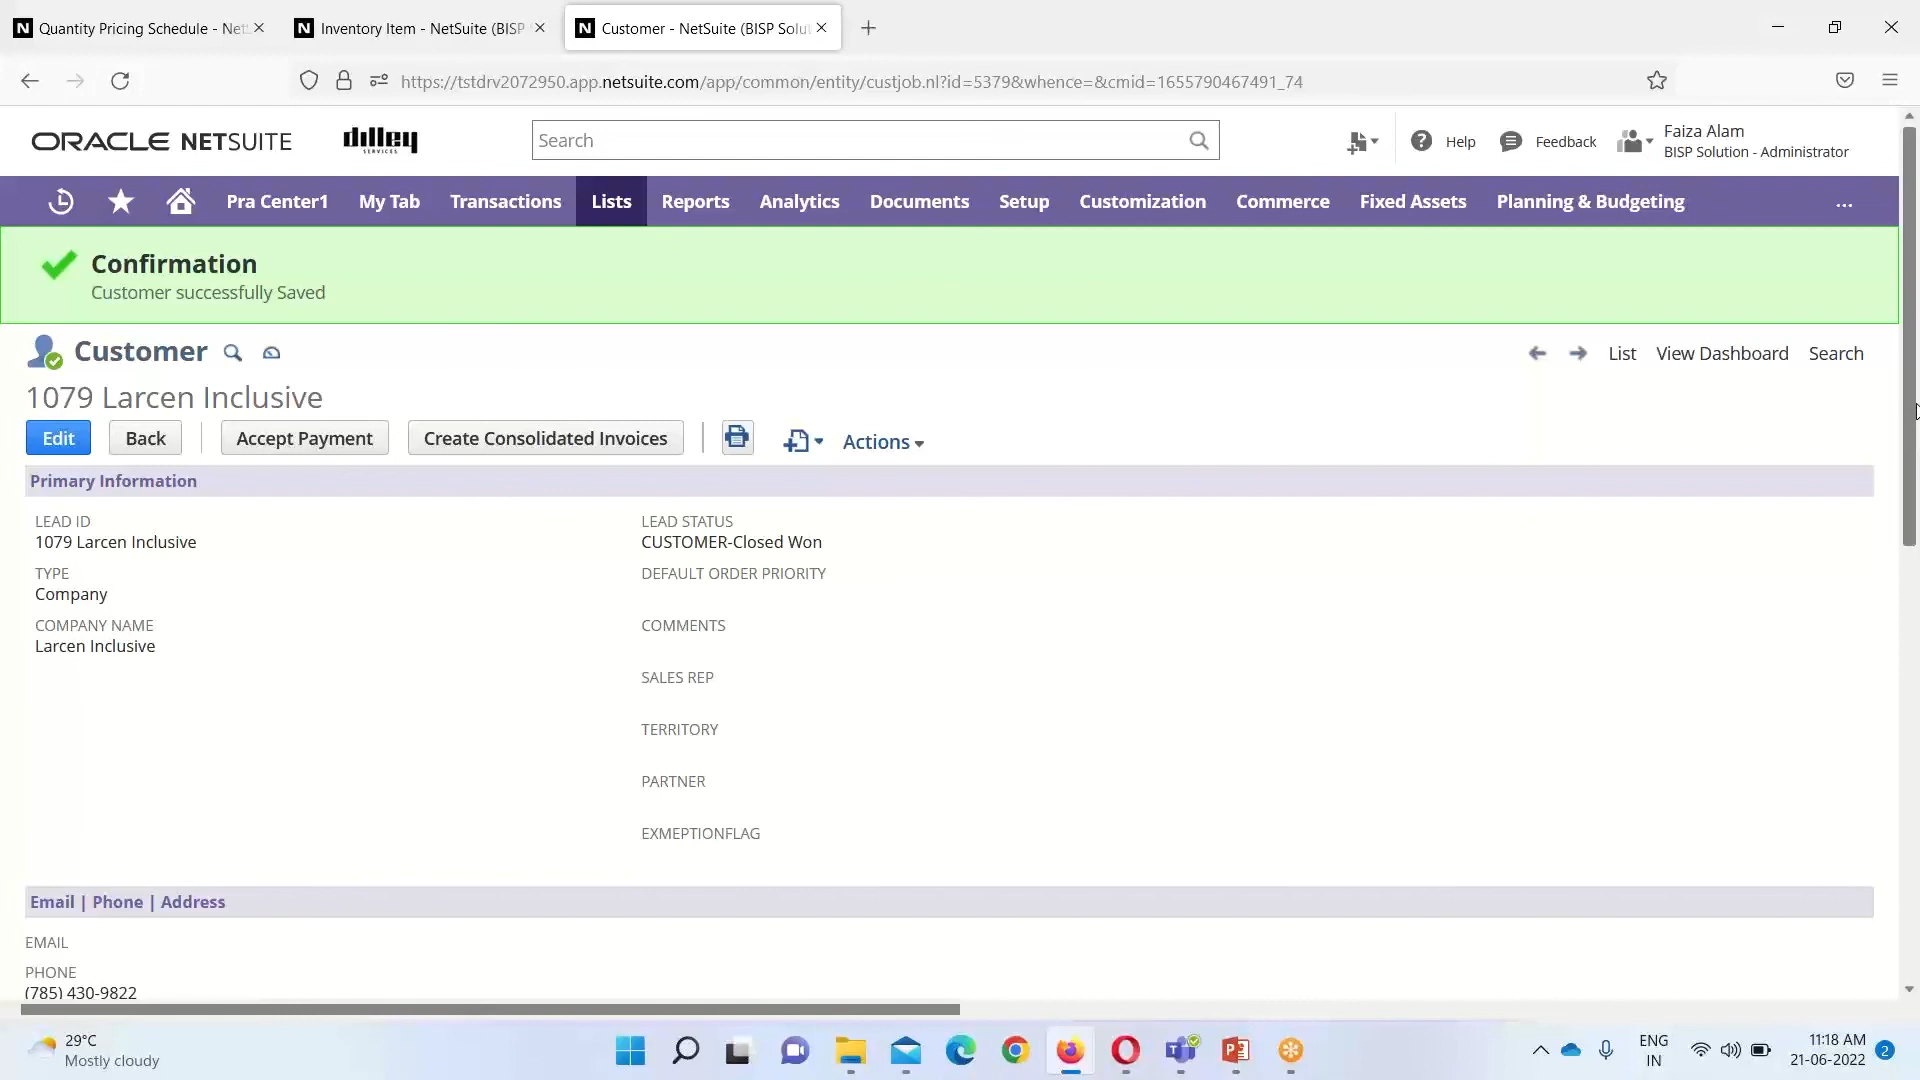 Quantity Pricing Schedule - Net
Inventory Item - NetSuite (BISP
Customer - NetSuite (BISP Solu
https://tstdrv2072950.app.netsuite.com/app/common/entity/custjob.nl?id=5379&whence=&cmid=1655790467491_74
ORACLE NETSUITE
dilley
SERVICES
Search
Help
Feedback
Faiza Alam
BISP Solution - Administrator
Pra Center1
My Tab
Transactions
Lists
Reports
Analytics
Documents
Setup
Customization
Commerce
Fixed Assets
Planning & Budgeting
...
Confirmation
Customer successfully Saved
Customer
List
View Dashboard
Search
1079 Larcen Inclusive
Edit
Back
Accept Payment
Create Consolidated Invoices
Actions
Primary Information
LEAD ID
1079 Larcen Inclusive
TYPE
Company
COMPANY NAME
Larcen Inclusive
LEAD STATUS
CUSTOMER-Closed Won
DEFAULT ORDER PRIORITY
COMMENTS
SALES REP
TERRITORY
PARTNER
EXMEPTIONFLAG
Email | Phone | Address
EMAIL
PHONE
(785) 430-9822
29°C
Mostly cloudy
ENG
IN
11:18 AM
21-06-2022
2